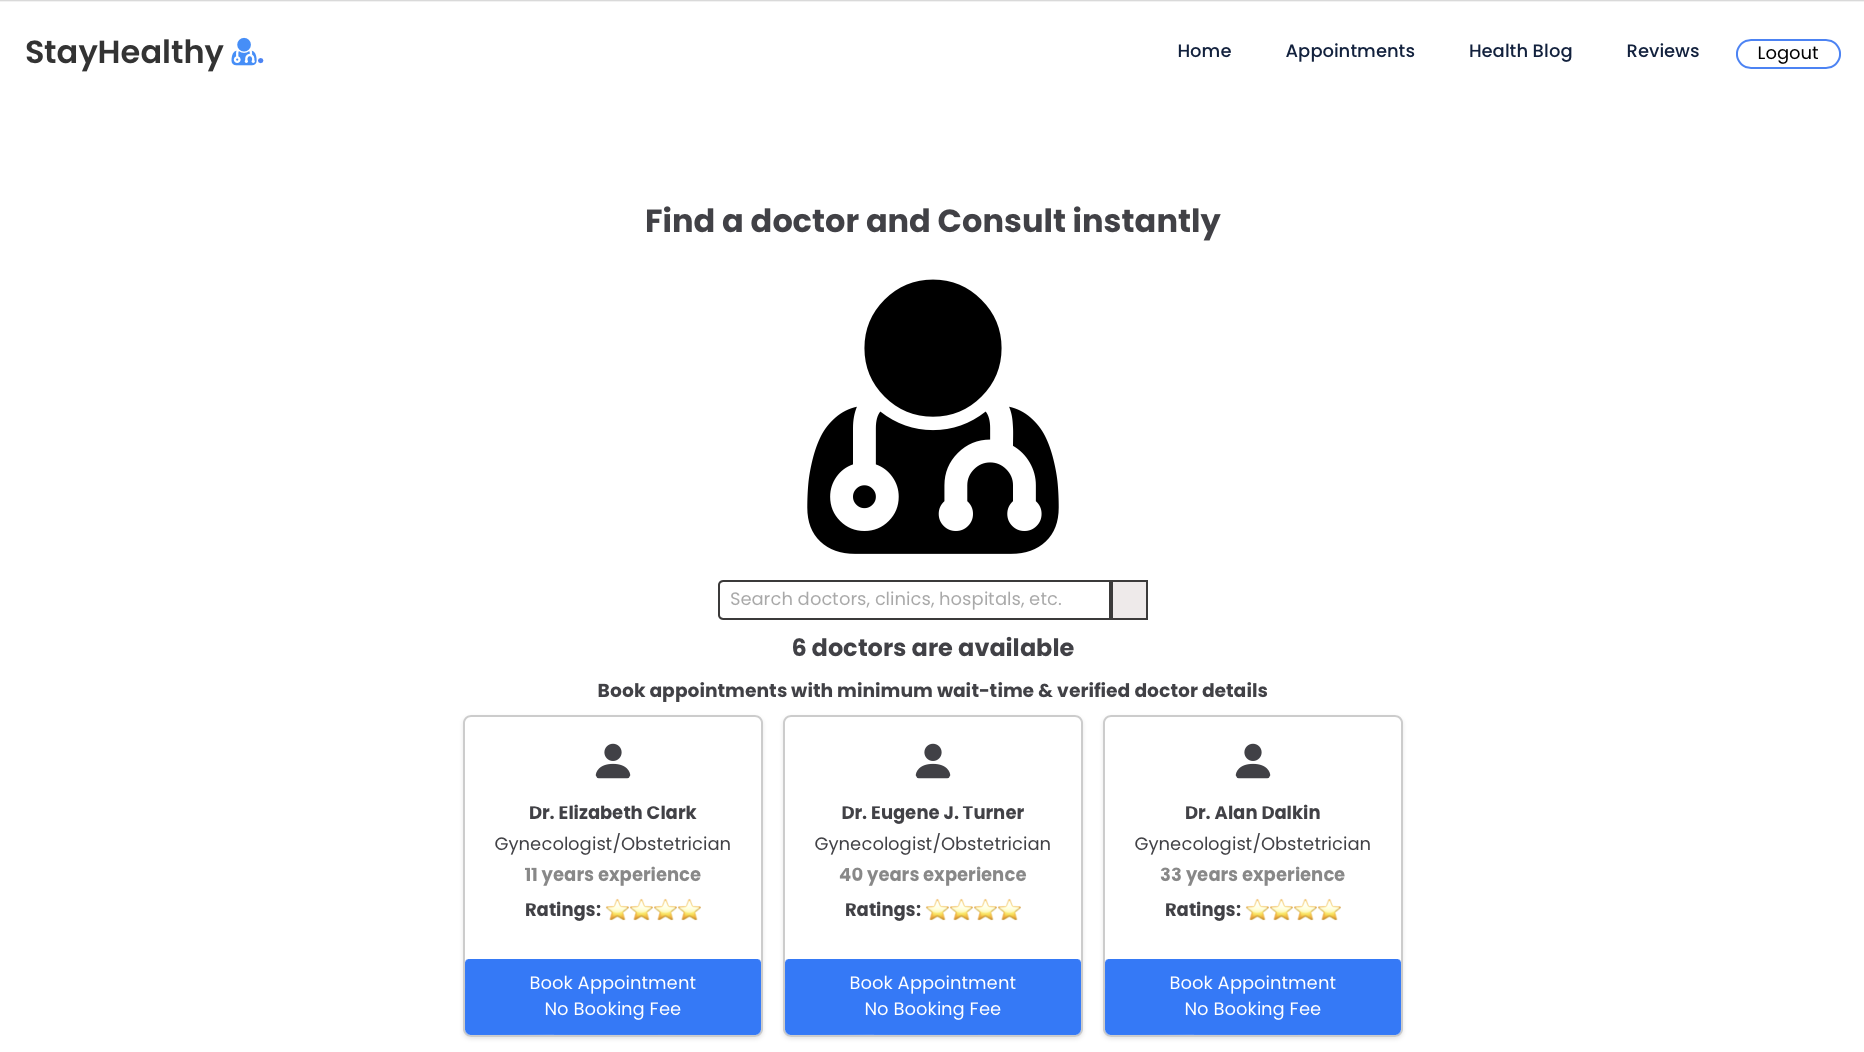 StayHealthy
Home Appointments Health Blog Reviews Logout
Find a doctor and Consult instantly
Search doctors, clinics, hospitals, etc.
6 doctors are available
Book appointments with minimum wait-time & verified doctor details
Dr. Elizabeth Clark
Gynecologist/Obstetrician
11 years experience
Ratings: ⭐⭐⭐⭐
Book Appointment
No Booking Fee
Dr. Eugene J. Turner
Gynecologist/Obstetrician
40 years experience
Ratings: ⭐⭐⭐⭐
Book Appointment
No Booking Fee
Dr. Alan Dalkin
Gynecologist/Obstetrician
33 years experience
Ratings: ⭐⭐⭐⭐
Book Appointment
No Booking Fee